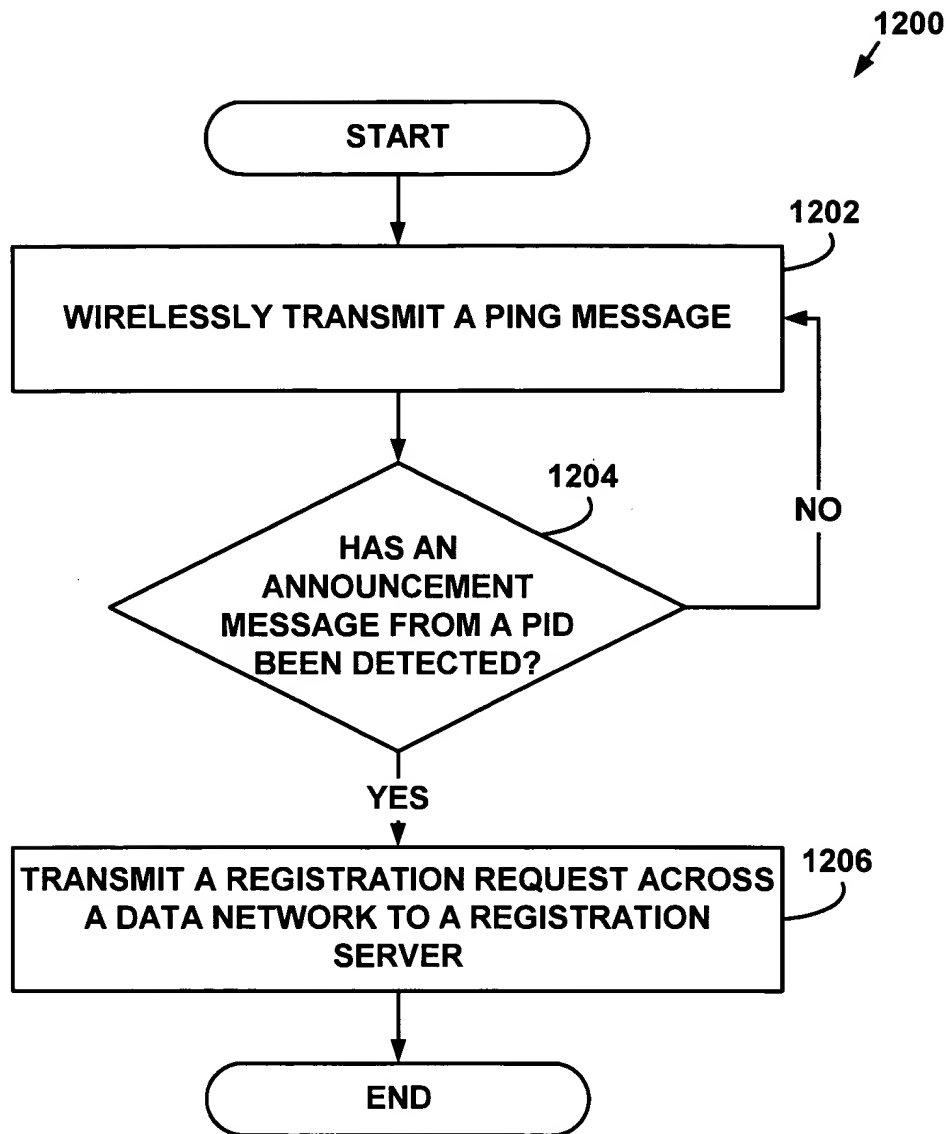 1200
START
1202
WIRELESSLY TRANSMIT A PING MESSAGE
1204
HAS AN
ANNOUNCEMENT
MESSAGE FROM A PID
BEEN DETECTED?
NO
YES
1206
TRANSMIT A REGISTRATION REQUEST ACROSS
A DATA NETWORK TO A REGISTRATION
SERVER
END